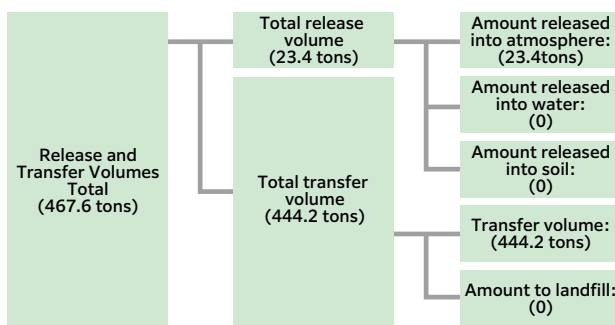 Release and
Transfer Volumes
Total
(467.6 tons)
Total release
volume
(23.4 tons)
Total transfer
volume
(444.2 tons)
Amount released
into atmosphere:
(23.4tons)
Amount released
into water:
(0)
Amount released
into soil:
(0)
Transfer volume:
(444.2 tons)
Amount to landfill:
(0)